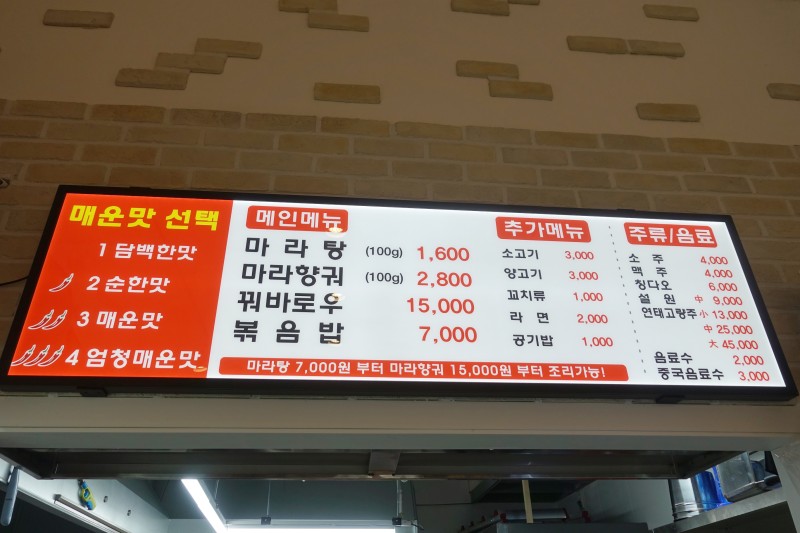 매운맛 선택
1 담백한맛
2 순한맛
3 매운맛
4 엄청매운맛
메인메뉴
마라탕 (100g) 1,600
마라향궈 (100g) 2,800
꿔바로우 15,000
볶음밥 7,000
추가메뉴
소고기 3,000
양고기 3,000
꼬치류 1,000
라면 2,000
공기밥 1,000
주류/음료
소주 4,000
맥주 4,000
칭다오 6,000
설원 中 9,000
연태고량주 小 13,000
中 25,000
大 45,000
음료수 2,000
중국음료수 3,000
마라탕 7,000원 부터 마라향궈 15,000원 부터 조리가능!